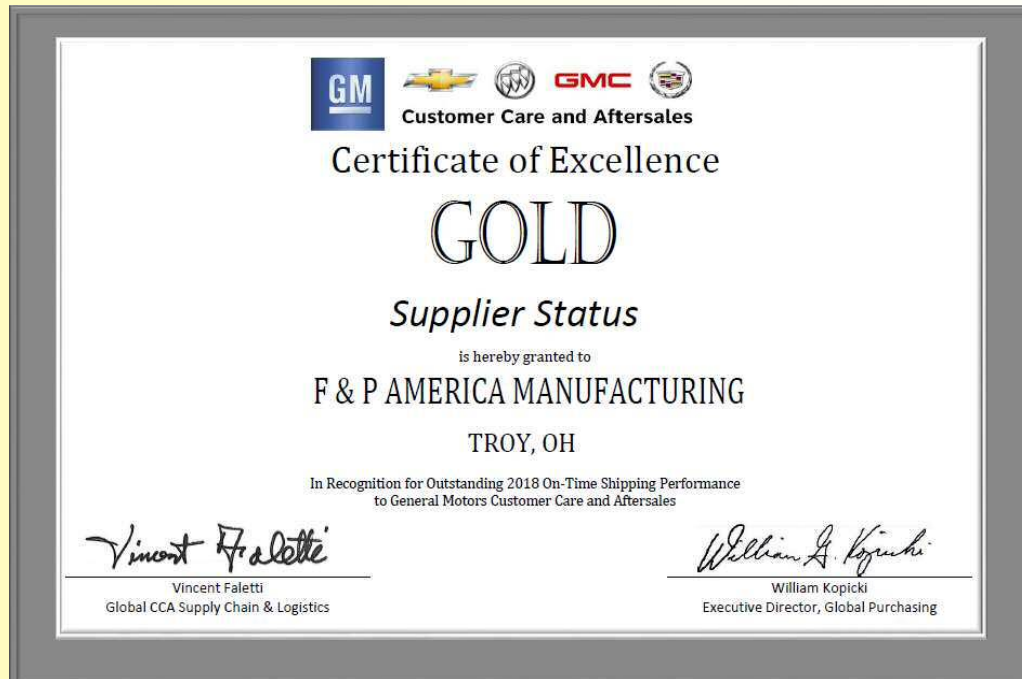 GM GMC
Customer Care and Aftersales
Certificate of Excellence
GOLD
Supplier Status
is hereby granted to
F & P AMERICA MANUFACTURING
TROY, OH
In Recognition for Outstanding 2018 On-Time Shipping Performance
to General Motors Customer Care and Aftersales
Vincent Faletti William G. Kopicki
Vincent Faletti William Kopicki
Global CCA Supply Chain & Logistics Executive Director, Global Purchasing